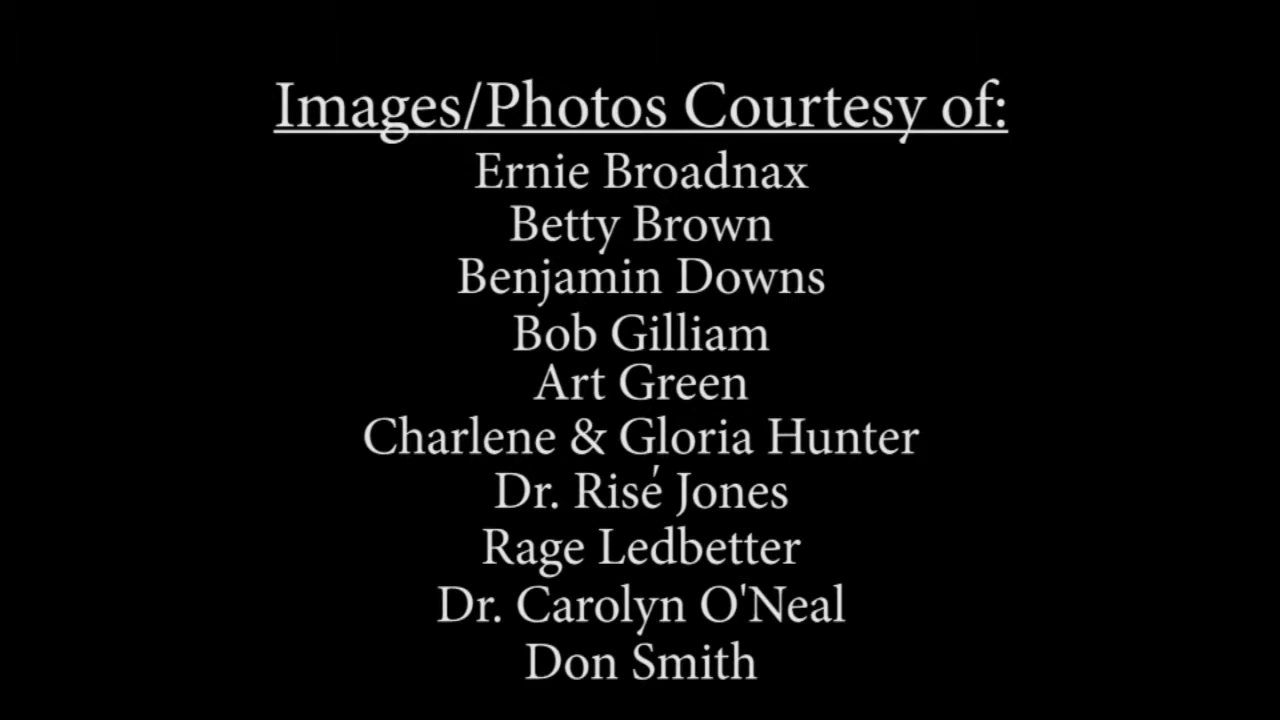 Images/Photos Courtesy of:
Ernie Broadnax
Betty Brown
Benjamin Downs
Bob Gilliam
Art Green
Charlene & Gloria Hunter
Dr. Risé Jones
Rage Ledbetter
Dr. Carolyn O'Neal
Don Smith